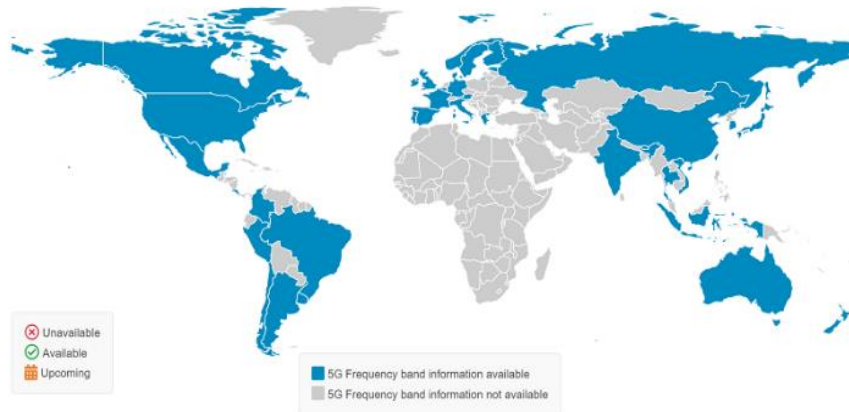 Unavailable
Available
Upcoming
5G Frequency band information available
5G Frequency band information not available